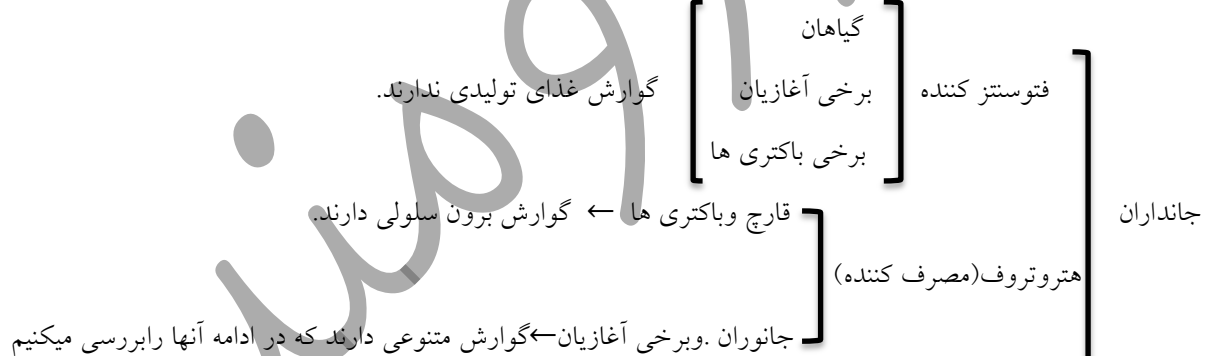 گیاهان
فتوسنتز کننده برخی آغازیان گوارش غذای تولیدی ندارند.
برخی باکتری ها
جانداران قارچ وباکتری ها ← گوارش برون سلولی دارند.
هتروتروف(مصرف کننده)
جانوران .وبرخی آغازیان←گوارش متنوعی دارند که در ادامه آنها رابررسی میکنیم